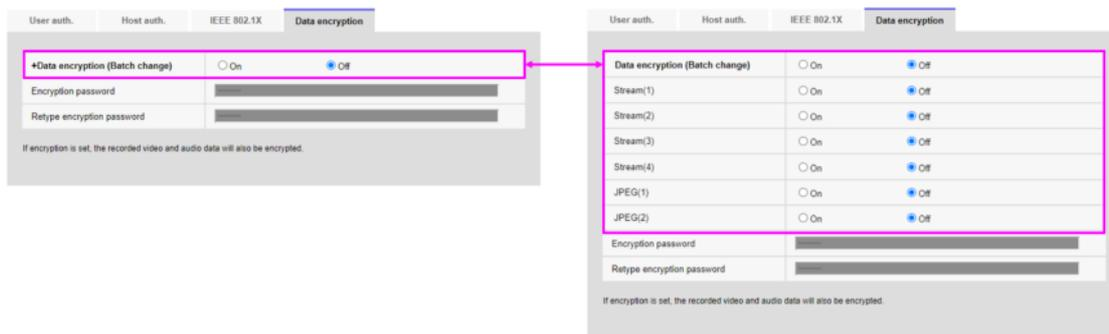 User auth. Host auth. IEEE 802.1X Data encryption
+Data encryption (Batch change) On Off
Encryption password
Retype encryption password
If encryption is set, the recorded video and audio data will also be encrypted.
User auth. Host auth. IEEE 802.1X Data encryption
Data encryption (Batch change) On Off
Stream(1) On Off
Stream(2) On Off
Stream(3) On Off
Stream(4) On Off
JPEG(1) On Off
JPEG(2) On Off
Encryption password
Retype encryption password
If encryption is set, the recorded video and audio data will also be encrypted.